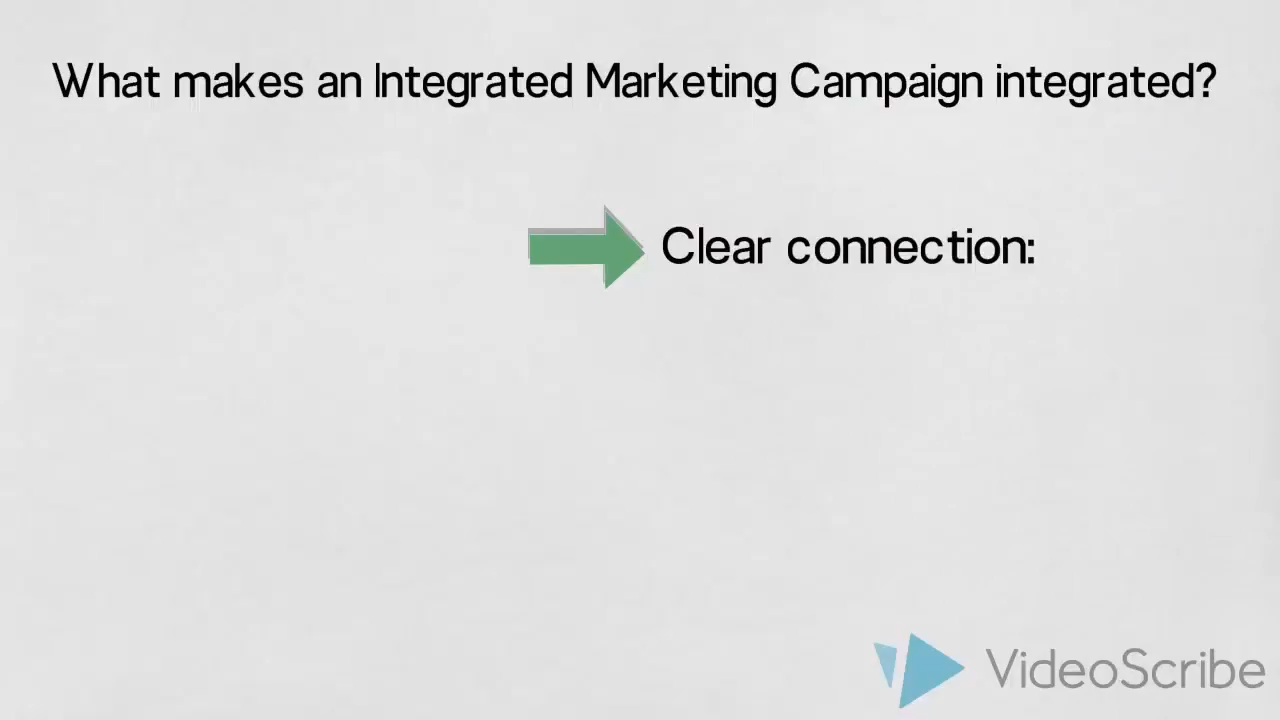 What makes an Integrated Marketing Campaign integrated?
Clear connection:
VideoScribe